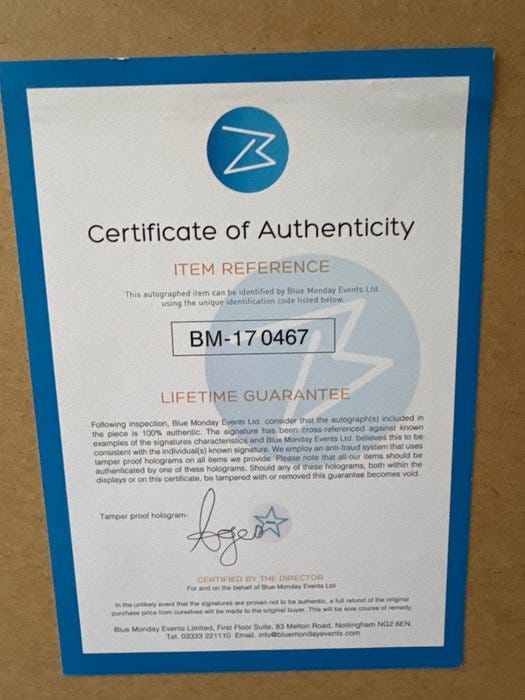 Certificate of Authenticity
ITEM REFERENCE
This autographed item can be identified by Blue Monday Events Ltd.
using the unique identification code listed below.
BM-17 0467
LIFETIME GUARANTEE
Following inspection, Blue Monday Events Ltd. consider that the autograph(s) included in
the piece is 100% authentic. The signature has been cross-referenced against known
examples of the signatures characteristics and Blue Monday Events Ltd. believes this to be
consistent with the individual(s) known signature. We employ an anti-fraud system that uses
tamper proof holograms on all items we provide. Please note that all our items should be
authenticated by one of these holograms. Should any of these holograms, both within the
displays or on this certificate, be tampered with or removed this guarantee becomes void.
Tamper proof hologram-
CERTIFIED BY THE DIRECTOR
For and on the behalf of Blue Monday Events Ltd
In the unlikely event that the signatures are proven not to be authentic, a full refund of the original
purchase price from ourselves will be made to the original buyer. This will be sole course of remedy.
Blue Monday Events Limited, First Floor Suite, 83 Melton Road, Nottingham NG2 6EN.
Tel. 03333 221110 Email. info@bluemondayevents.com